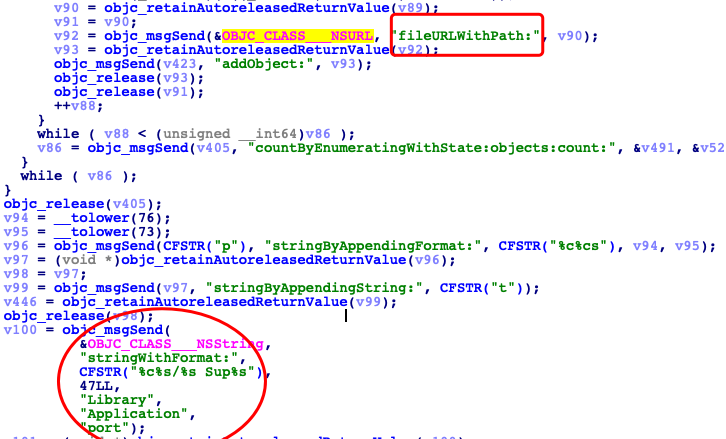 v90 = objc_retainAutoreleasedReturnValue(v89);
v91 = v90;
v92 = objc_msgSend(&OBJC_CLASS___NSURL, "fileURLWithPath:", v90);
v93 = objc_retainAutoreleasedReturnValue(v92);
objc_msgSend(v423, "addObject:", v93);
objc_release(v93);
objc_release(v91);
++v88;
}
while ( v88 < (unsigned __int64)v86 );
v86 = objc_msgSend(v405, "countByEnumeratingWithState:objects:count:", &v491, &v52
}
while ( v86 );
}
objc_release(v405);
v94 = __tolower(76);
v95 = __tolower(73);
v96 = objc_msgSend(CFSTR("p"), "stringByAppendingFormat:", CFSTR("%c%cs"), v94, v95);
v97 = (void *)objc_retainAutoreleasedReturnValue(v96);
v98 = v97;
v99 = objc_msgSend(v97, "stringByAppendingString:", CFSTR("t"));
v446 = objc_retainAutoreleasedReturnValue(v99);
objc_release(v98);
v100 = objc_msgSend(
&OBJC_CLASS___NSString,
"stringWithFormat:",
CFSTR("%c%s/%s Sup%s"),
47LL,
"Library",
"Application",
"port");